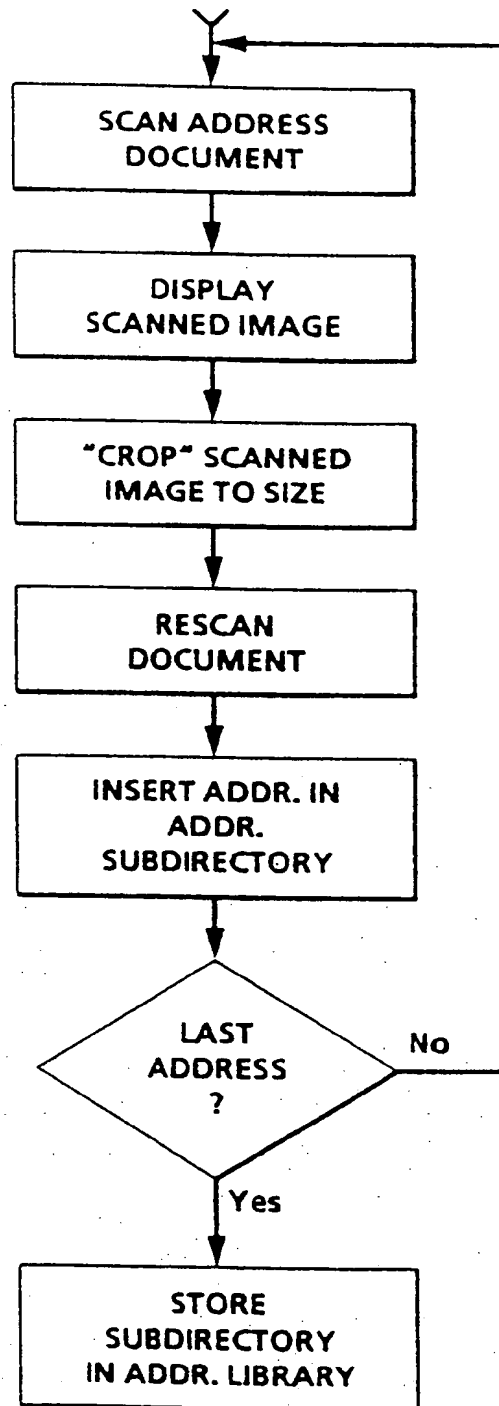 SCAN ADDRESS
DOCUMENT
DISPLAY
SCANNED IMAGE
"CROP" SCANNED
IMAGE TO SIZE
RESCAN
DOCUMENT
INSERT ADDR. IN
ADDR.
SUBDIRECTORY
LAST
ADDRESS
?
No
Yes
STORE
SUBDIRECTORY
IN ADDR. LIBRARY